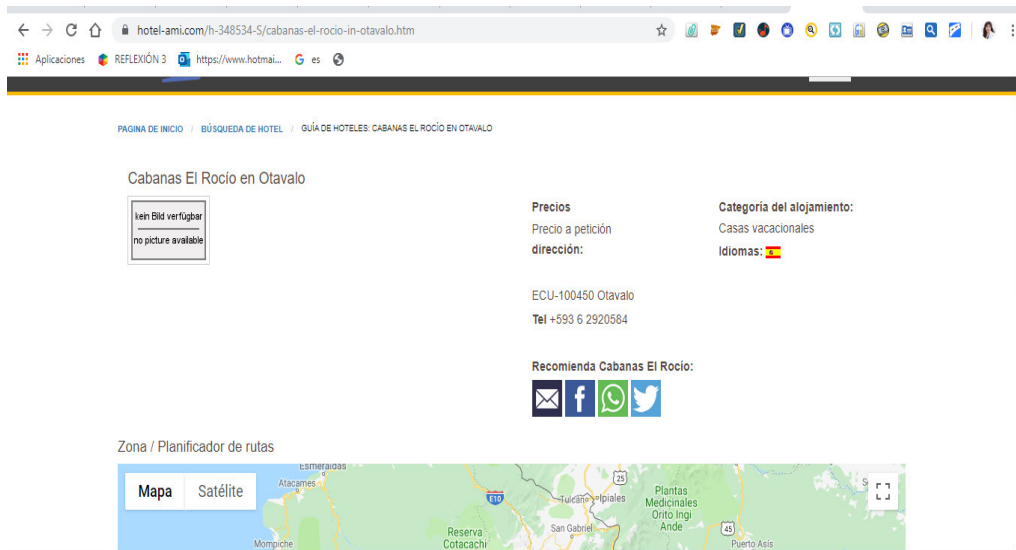 hotel-ami.com/h-348534-S/cabanas-el-rocio-in-otavalo.htm
Aplicaciones REFLEXIÓN 3 https://www.hotmai... es
PAGINA DE INICIO / BÚSQUEDA DE HOTEL / GUÍA DE HOTELES: CABANAS EL ROCÍO EN OTAVALO
Cabanas El Rocío en Otavalo
kein Bild verfügbar
no picture available
Precios
Precio a petición
dirección:
ECU-100450 Otavalo
Tel +593 6 2920584
Categoría del alojamiento:
Casas vacacionales
Idiomas:
Recomienda Cabanas El Rocío:
Zona / Planificador de rutas
Mapa Satélite
Esmeraldas
Atacames
Mompiche
E10
Reserva
Cotacachi
Tulcán
Ipiales
San Gabriel
25
Plantas
Medicinales
Orito Ingi
Ande
45
Puerto Asís